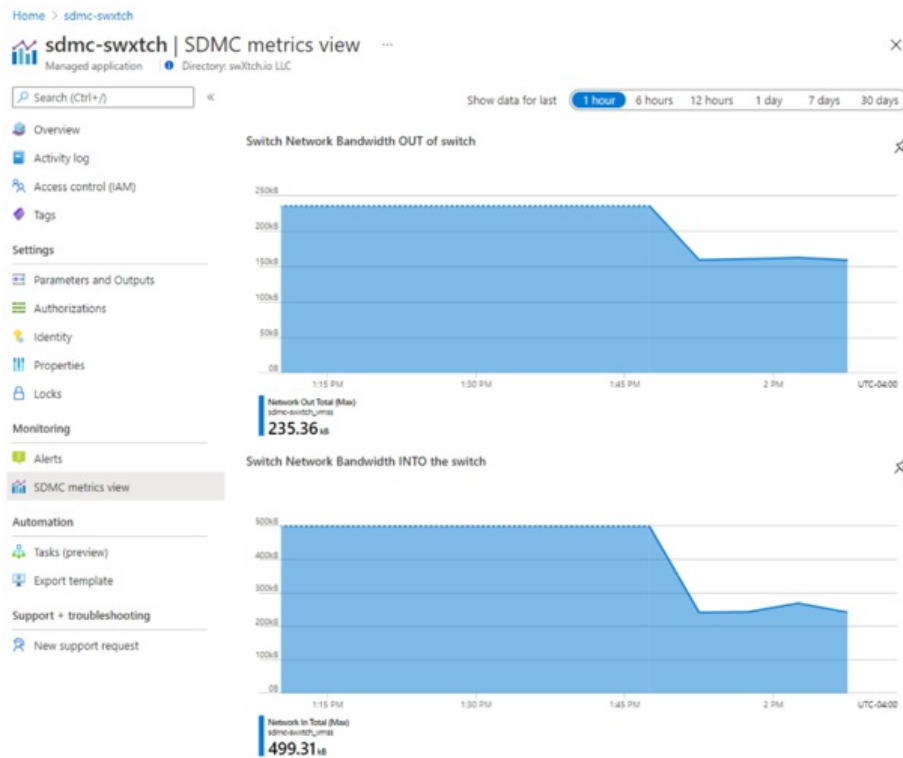 Home > sdmc-swxtch
sdmc-swxtch | SDMC metrics view ...
Managed application Directory: swXtch.io LLC
Search (Ctrl+/)
Overview
Activity log
Access control (IAM)
Tags
Settings
Parameters and Outputs
Authorizations
Identity
Properties
Locks
Monitoring
Alerts
SDMC metrics view
Automation
Tasks (preview)
Export template
Support + troubleshooting
New support request
Show data for last 1 hour 6 hours 12 hours 1 day 7 days 30 days
Switch Network Bandwidth OUT of switch
250kB
200kB
150kB
100kB
50kB
0B
1:15 PM 1:30 PM 1:45 PM 2 PM UTC-04:00
Network Out Total (Max)
sdmc-swxtch_vmss
235.36 kB
Switch Network Bandwidth INTO the switch
500kB
400kB
300kB
200kB
100kB
0B
1:15 PM 1:30 PM 1:45 PM 2 PM UTC-04:00
Network In Total (Max)
sdmc-swxtch_vmss
499.31 kB